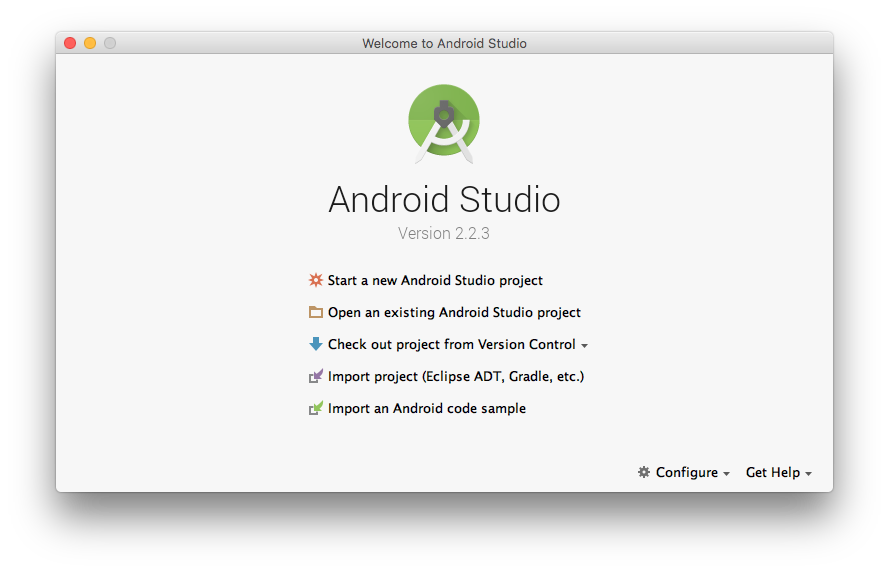 Welcome to Android Studio
Android Studio
Version 2.2.3
Start a new Android Studio project
Open an existing Android Studio project
Check out project from Version Control
Import project (Eclipse ADT, Gradle, etc.)
Import an Android code sample
Configure
Get Help